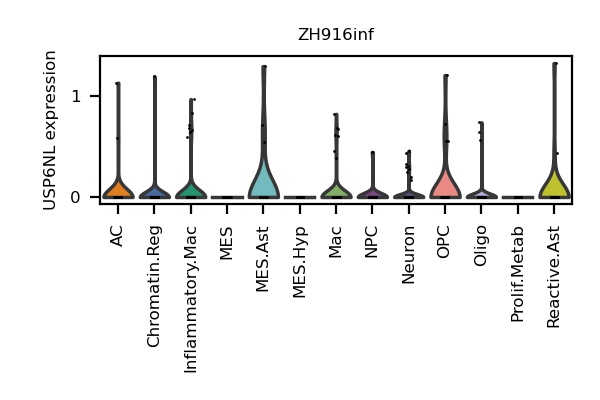 ZH916inf
USP6NL expression
1
0
AC
Chromatin.Reg
Inflammatory.Mac
MES
MES.Ast
MES.Hyp
Mac
NPC
Neuron
OPC
Oligo
Prolif.Metab
Reactive.Ast